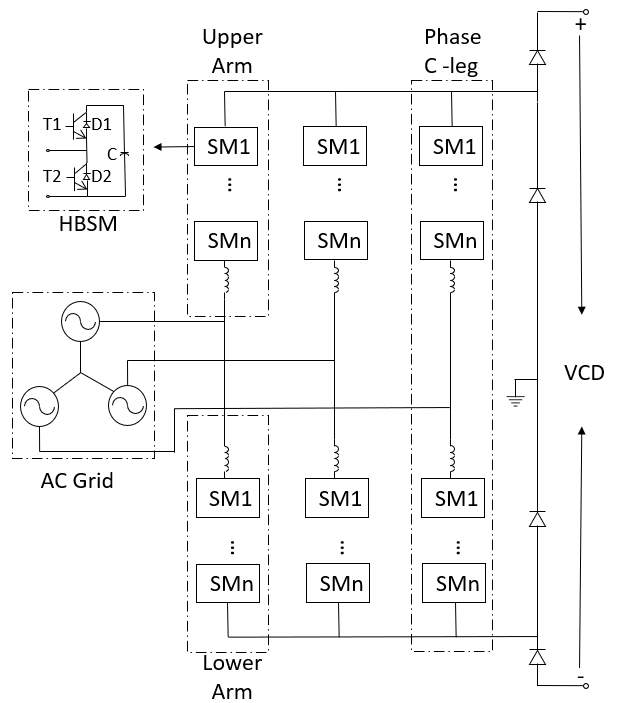 Upper
Arm
Phase
C -leg
+
T1
D1
C
T2
D2
HBSM
SM1
SM1
SM1
...
...
...
SMn
SMn
SMn
VCD
AC Grid
SM1
SM1
SM1
...
...
...
SMn
SMn
SMn
Lower
Arm
-